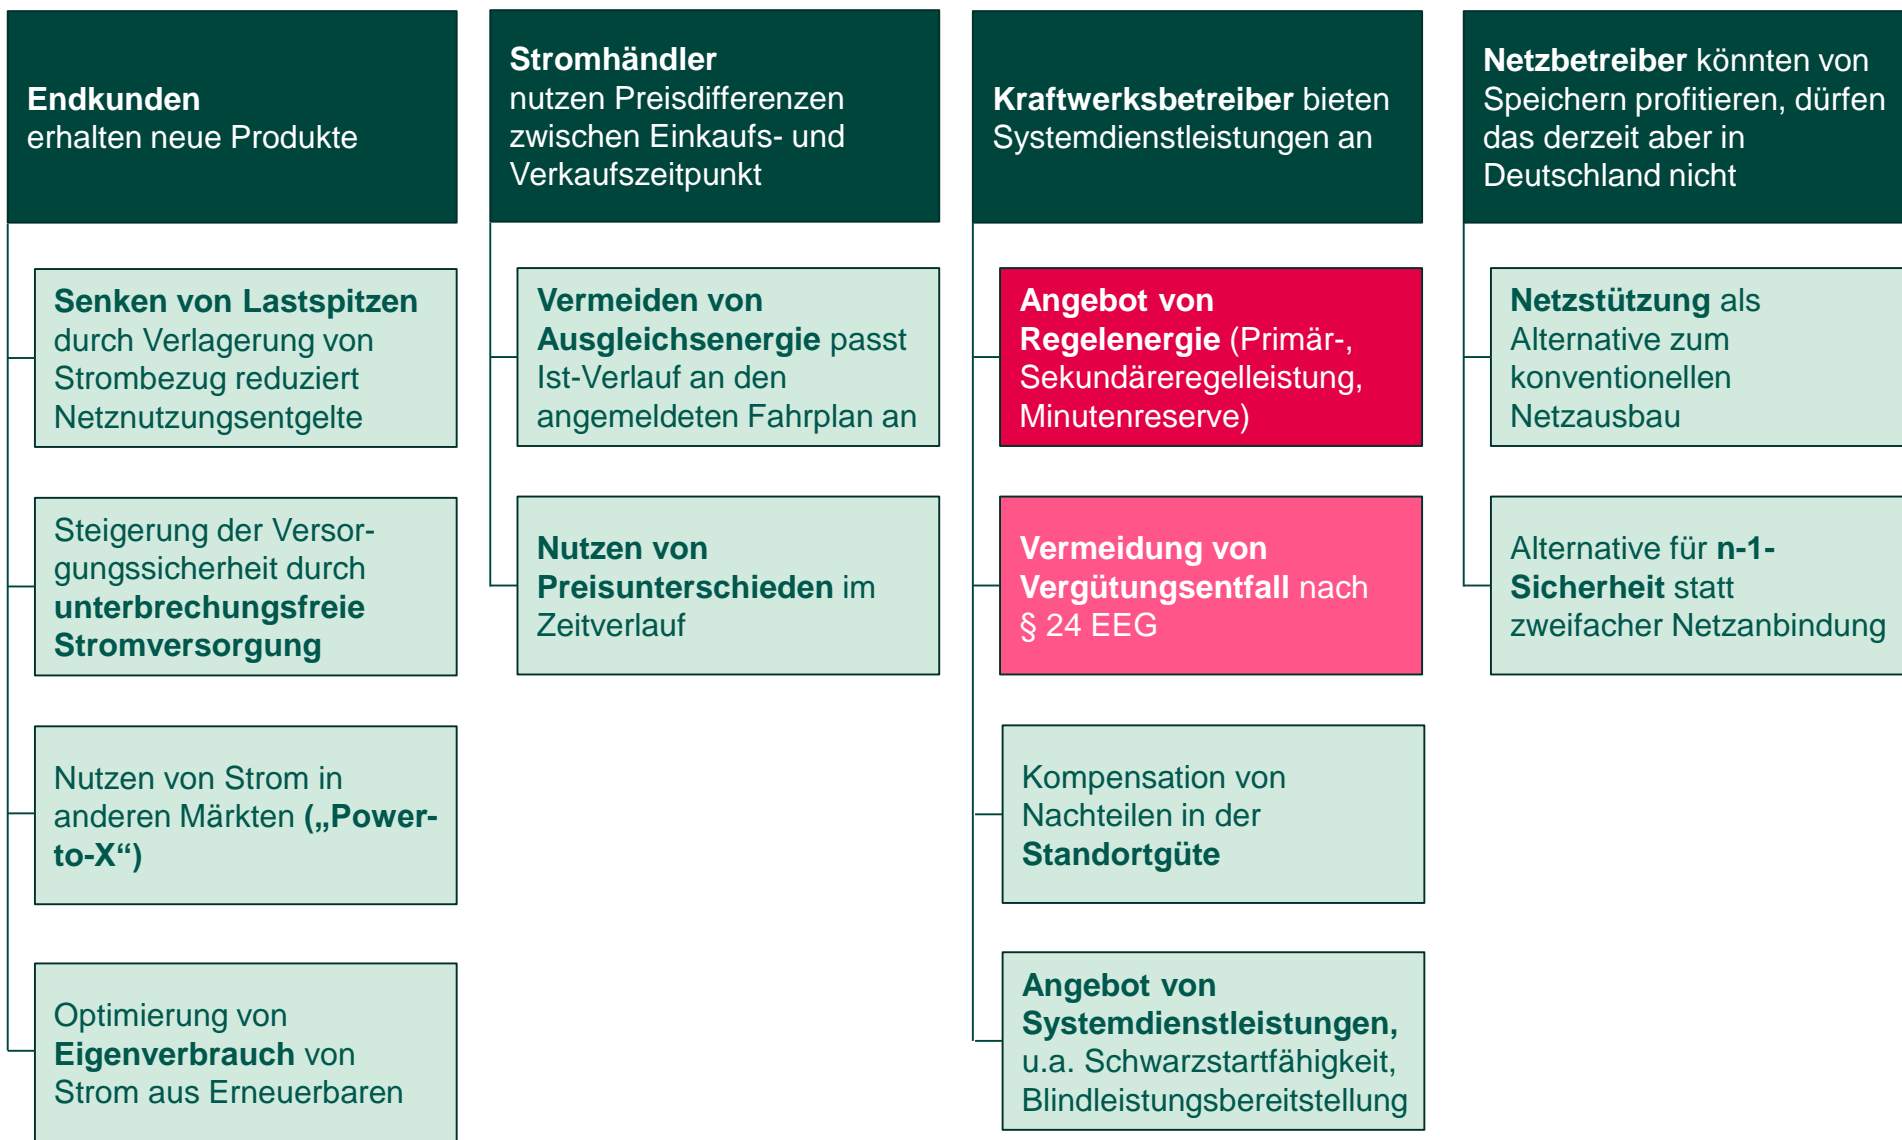 Endkunden
erhalten neue Produkte
Senken von Lastspitzen
durch Verlagerung von
Strombezug reduziert
Netznutzungsentgelte
Steigerung der Versor-
gungssicherheit durch
unterbrechungsfreie
Stromversorgung
Nutzen von Strom in
anderen Märkten („Power-
to-X“)
Optimierung von
Eigenverbrauch von
Strom aus Erneuerbaren
Stromhändler
nutzen Preisdifferenzen
zwischen Einkaufs- und
Verkaufszeitpunkt
Vermeiden von
Ausgleichsenergie passt
Ist-Verlauf an den
angemeldeten Fahrplan an
Nutzen von
Preisunterschieden im
Zeitverlauf
Kraftwerksbetreiber bieten
Systemdienstleistungen an
Angebot von
Regelenergie (Primär-,
Sekundäreregelleistung,
Minutenreserve)
Vermeidung von
Vergütungsentfall nach
§ 24 EEG
Kompensation von
Nachteilen in der
Standortgüte
Angebot von
Systemdienstleistungen,
u.a. Schwarzstartfähigkeit,
Blindleistungsbereitstellung
Netzbetreiber könnten von
Speichern profitieren, dürfen
das derzeit aber in
Deutschland nicht
Netzstützung als
Alternative zum
konventionellen
Netzausbau
Alternative für n-1-
Sicherheit statt
zweifacher Netzanbindung